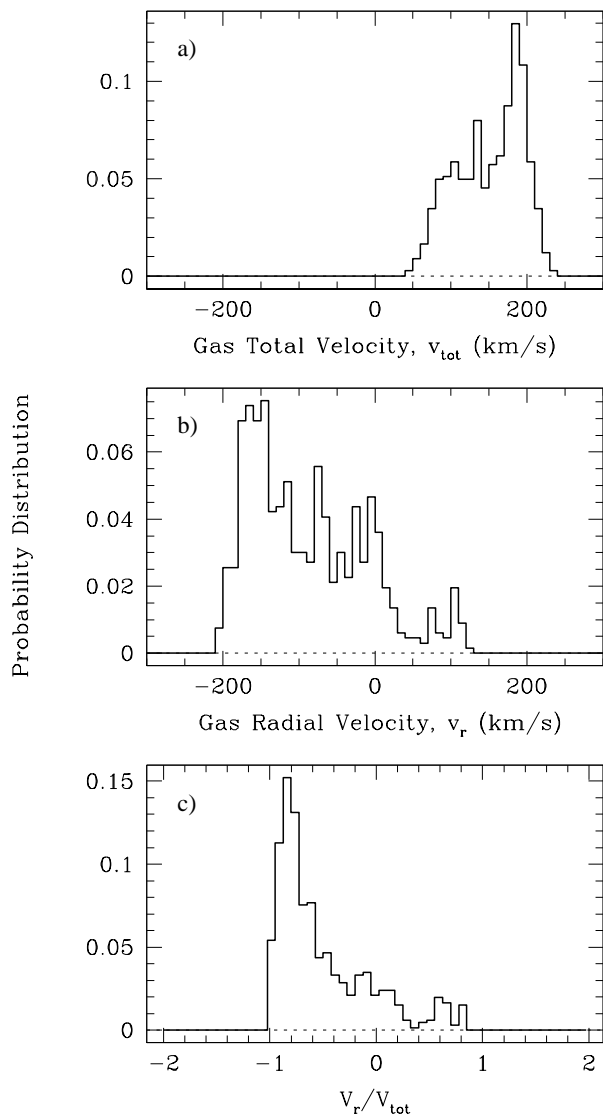 a)
0.1
0.05
0
−200 0 200
Gas Total Velocity, v_tot (km/s)
Probability Distribution
b)
0.06
0.04
0.02
0
−200 0 200
Gas Radial Velocity, v_r (km/s)
c)
0.15
0.1
0.05
0
−2 −1 0 1 2
V_r/V_tot